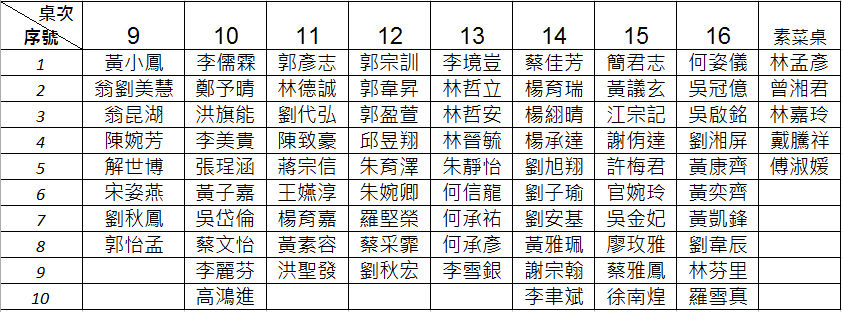 桌次 9 10 11 12 13 14 15 16 素菜桌
序號
1 黃小鳳 李儒霖 郭彥志 郭宗訓 李境豈 蔡佳芳 簡君志 何姿儀 林孟彥
2 翁劉美慧 鄭予晴 林德誠 郭韋昇 林哲立 楊育瑞 黃議玄 吳冠億 曾湘君
3 翁昆湖 洪旗能 劉代弘 郭盈萱 林哲安 楊絪晴 江宗記 吳啟銘 林嘉玲
4 陳婉芳 李美貴 陳致豪 邱昱翔 林晉毓 楊承達 謝侑達 劉湘屏 戴騰祥
5 解世博 張珵涵 蔣宗信 朱育澤 朱靜怡 劉旭翔 許梅君 黃康齊 傅淑媛
6 宋姿燕 黃子嘉 王嬿淳 朱婉卿 何信龍 劉子瑜 官婉玲 黃奕齊
7 劉秋鳳 吳岱倫 楊育嘉 羅堅榮 何承祐 劉安基 吳金妃 黃凱鋒
8 郭怡孟 蔡文怡 黃素容 蔡采霏 何承彥 黃雅珮 廖玫雅 劉韋辰
9 李麗芬 洪聖發 劉秋宏 李雪銀 謝宗翰 蔡雅鳳 林芬里
10 高鴻進 李聿斌 徐南煌 羅雪真